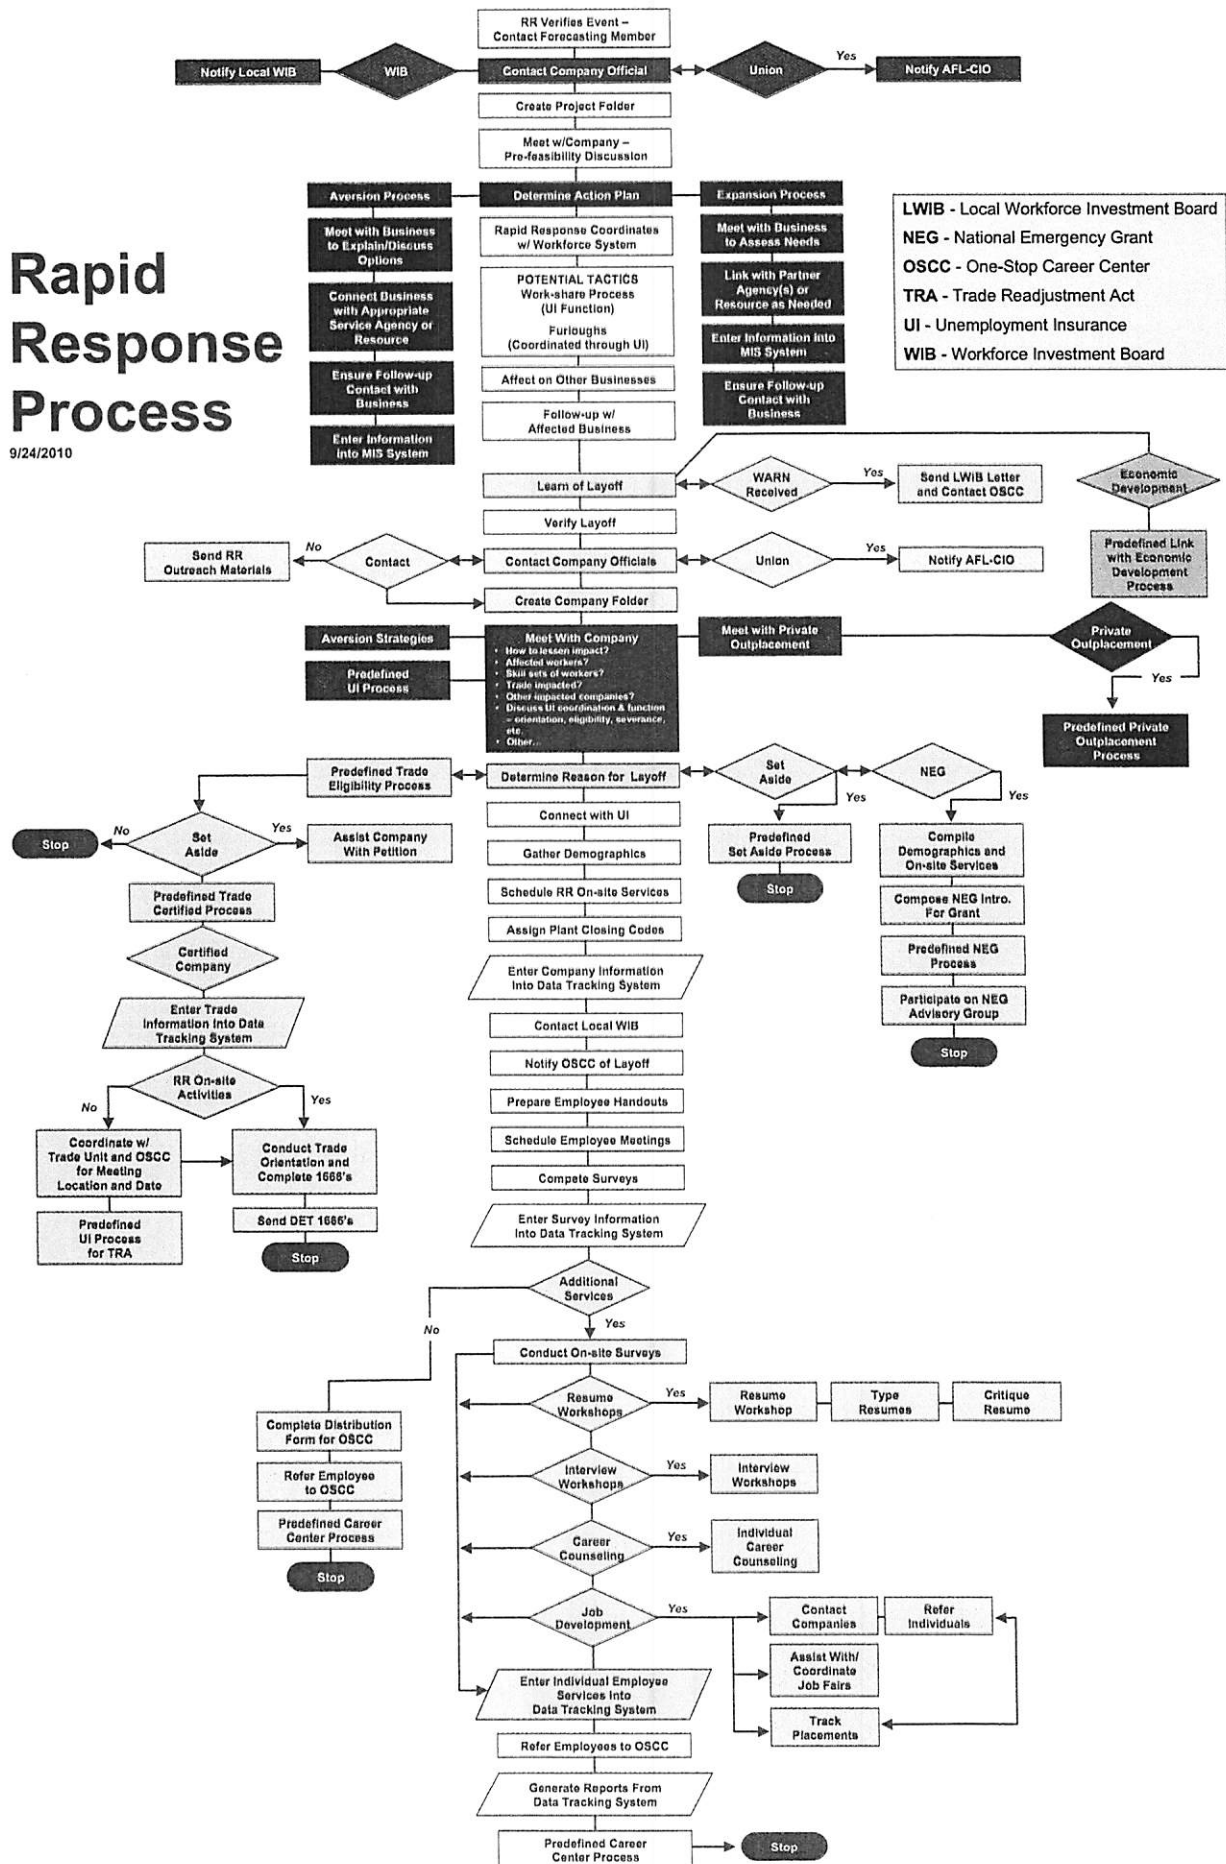 RR Verifies Event –
Contact Forecasting Member
Notify Local WIB
WIB
Contact Company Official
Union
Yes
Notify AFL-CIO
Create Project Folder
Meet w/Company –
Pre-feasibility Discussion
Aversion Process
Determine Action Plan
Expansion Process
Meet with Business
to Explain/Discuss
Options
Connect Business
with Appropriate
Service Agency or
Resource
Ensure Follow-up
Contact with
Business
Enter Information
into MIS System
Rapid Response Coordinates
w/ Workforce System
POTENTIAL TACTICS
Work-share Process
(UI Function)
Furloughs
(Coordinated through UI)
Affect on Other Businesses
Follow-up w/
Affected Business
Meet with Business
to Assess Needs
Link with Partner
Agency(s) or
Resource as Needed
Enter Information into
MIS System
Ensure Follow-up
Contact with
Business
LWIB - Local Workforce Investment Board
NEG - National Emergency Grant
OSCC - One-Stop Career Center
TRA - Trade Readjustment Act
UI - Unemployment Insurance
WIB - Workforce Investment Board
Rapid
Response
Process
9/24/2010
Learn of Layoff
WARN
Received
Yes
Send LWIB Letter
and Contact OSCC
Economic
Development
Verify Layoff
Predefined Link
with Economic
Development
Process
Send RR
Outreach Materials
No
Contact
Contact Company Officials
Union
Yes
Notify AFL-CIO
Create Company Folder
Aversion Strategies
Predefined
UI Process
Meet With Company
• How to lessen impact?
• Affected workers?
• Skill sets of workers?
• Trade impacted?
• Other impacted companies?
• Discuss UI coordination & function
– orientation, eligibility, severance,
etc.
• Other...
Meet with Private
Outplacement
Private
Outplacement
Yes
Predefined Private
Outplacement
Process
Predefined Trade
Eligibility Process
Determine Reason for Layoff
Set
Aside
Yes
NEG
Yes
Stop
No
Set
Aside
Yes
Assist Company
With Petition
Connect with UI
Gather Demographics
Schedule RR On-site Services
Assign Plant Closing Codes
Predefined
Set Aside Process
Stop
Compile
Demographics and
On-site Services
Compose NEG Intro.
For Grant
Predefined NEG
Process
Participate on NEG
Advisory Group
Stop
Predefined Trade
Certified Process
Certified
Company
Enter Trade
Information Into Data
Tracking System
RR On-site
Activities
No
Yes
Coordinate w/
Trade Unit and OSCC
for Meeting
Location and Date
Predefined
UI Process
for TRA
Conduct Trade
Orientation and
Complete 1666's
Send DET 1666's
Stop
Enter Company Information
Into Data Tracking System
Contact Local WIB
Notify OSCC of Layoff
Prepare Employee Handouts
Schedule Employee Meetings
Compete Surveys
Enter Survey Information
Into Data Tracking System
Additional
Services
No
Yes
Conduct On-site Surveys
Complete Distribution
Form for OSCC
Refer Employee
to OSCC
Predefined Career
Center Process
Stop
Resume
Workshops
Yes
Resume
Workshop
Type
Resumes
Critique
Resume
Interview
Workshops
Yes
Interview
Workshops
Career
Counseling
Yes
Individual
Career
Counseling
Job
Development
Yes
Contact
Companies
Refer
Individuals
Assist With/
Coordinate
Job Fairs
Track
Placements
Enter Individual Employee
Services Into
Data Tracking System
Refer Employees to OSCC
Generate Reports From
Data Tracking System
Predefined Career
Center Process
Stop